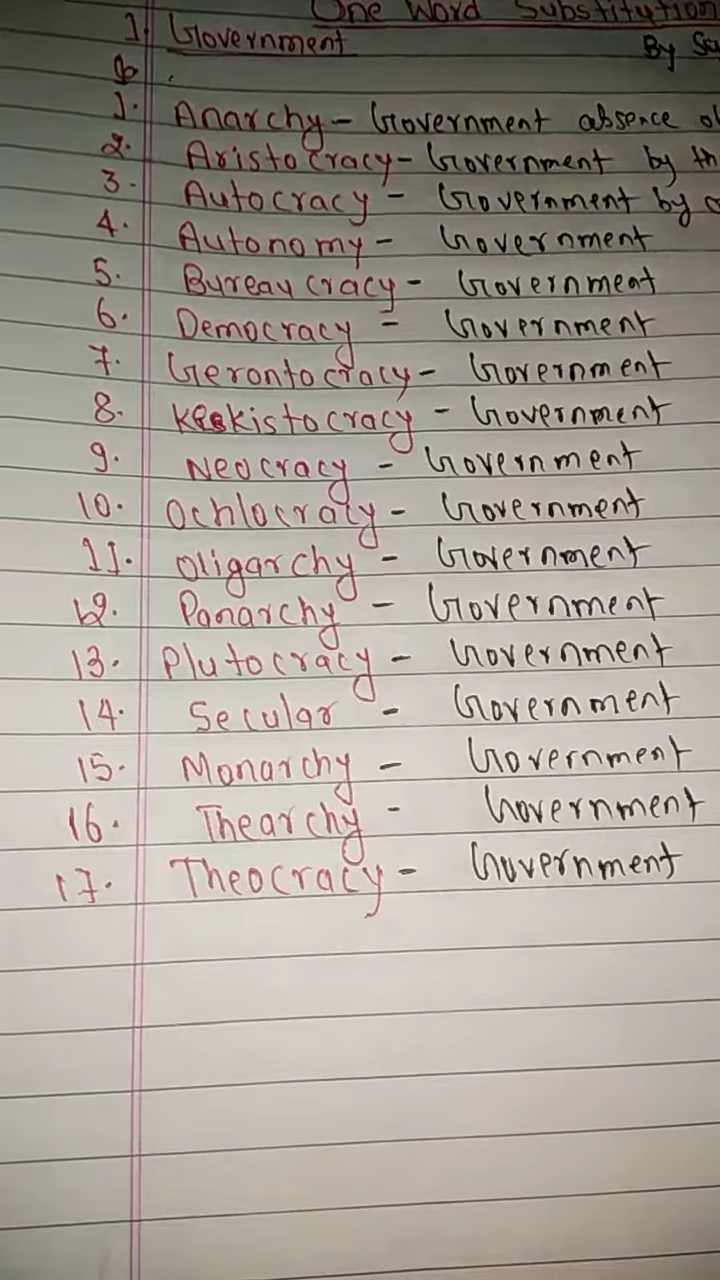 One Word Substitution
1. Government
By
1. Anarchy - Government absence
2. Aristocracy - Government by
3. Autocracy - Government by
4. Autonomy - Government
5. Bureaucracy - Government
6. Democracy - Government
7. Gerontocracy - Government
8. Kakistocracy - Government
9. Neocracy - Government
10. Ochlocracy - Government
11. Oligarchy - Government
12. Panarchy - Government
13. Plutocracy - Government
14. Secular - Government
15. Monarchy - Government
16. Thearchy - Government
17. Theocracy - Government